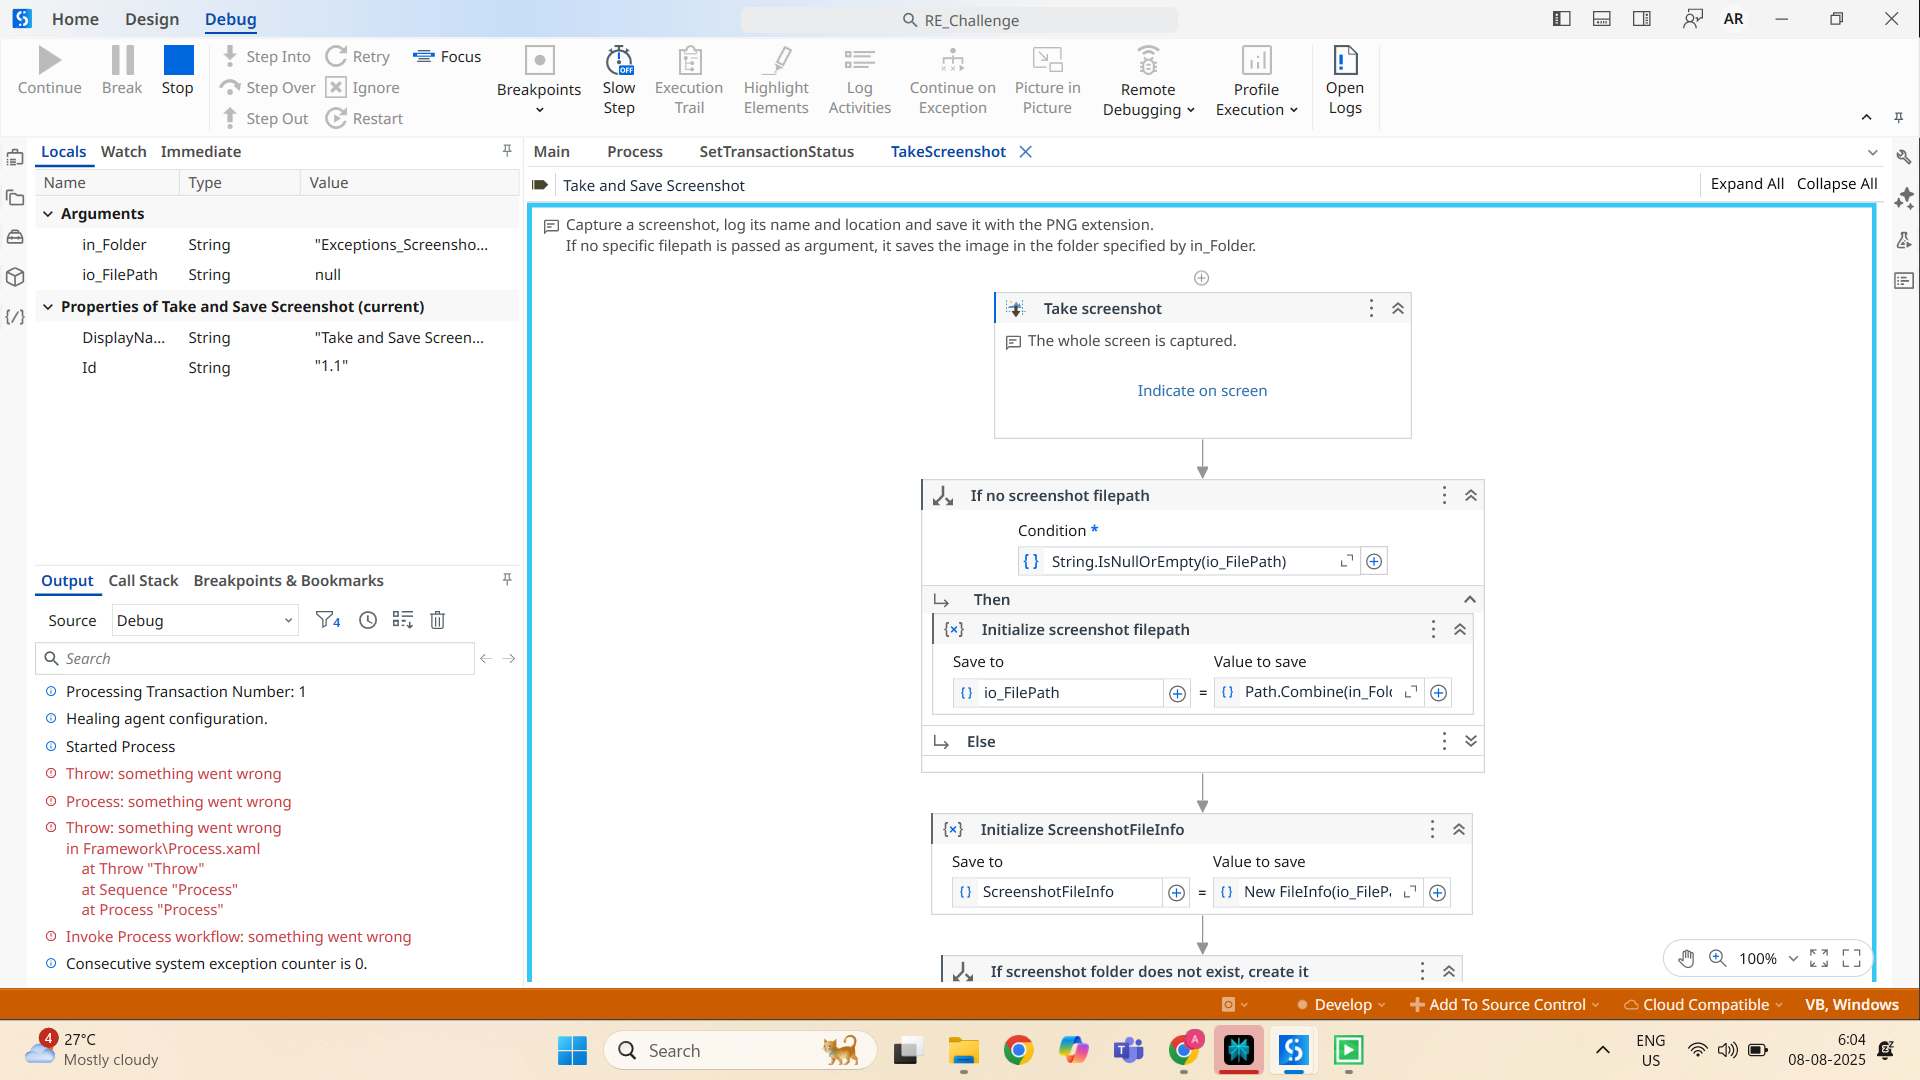 Home Design Debug
RE_Challenge
AR
Continue
Break
Stop
Step Into
Step Over
Step Out
Retry
Ignore
Restart
Focus
Breakpoints
Slow
Step
OFF
Execution
Trail
Highlight
Elements
Log
Activities
Continue on
Exception
Picture in
Picture
Remote
Debugging
Profile
Execution
Open
Logs
Locals Watch Immediate
Name Type Value
Arguments
in_Folder String "Exceptions_Screensho...
io_FilePath String null
Properties of Take and Save Screenshot (current)
DisplayNa... String "Take and Save Screen...
Id String "1.1"
Output Call Stack Breakpoints & Bookmarks
Source Debug 4
Search
Processing Transaction Number: 1
Healing agent configuration.
Started Process
Throw: something went wrong
Process: something went wrong
Throw: something went wrong
in Framework\Process.xaml
at Throw "Throw"
at Sequence "Process"
at Process "Process"
Invoke Process workflow: something went wrong
Consecutive system exception counter is 0.
Main Process SetTransactionStatus TakeScreenshot
Take and Save Screenshot
Expand All Collapse All
Capture a screenshot, log its name and location and save it with the PNG extension.
If no specific filepath is passed as argument, it saves the image in the folder specified by in_Folder.
Take screenshot
The whole screen is captured.
Indicate on screen
If no screenshot filepath
Condition *
String.IsNullOrEmpty(io_FilePath)
Then
Initialize screenshot filepath
Save to Value to save
io_FilePath = Path.Combine(in_Fol
Else
Initialize ScreenshotFileInfo
Save to Value to save
ScreenshotFileInfo = New FileInfo(io_FileP
If screenshot folder does not exist, create it
100%
Develop Add To Source Control Cloud Compatible VB, Windows
4
27°C
Mostly cloudy
Search
A
ENG
US
6:04
08-08-2025